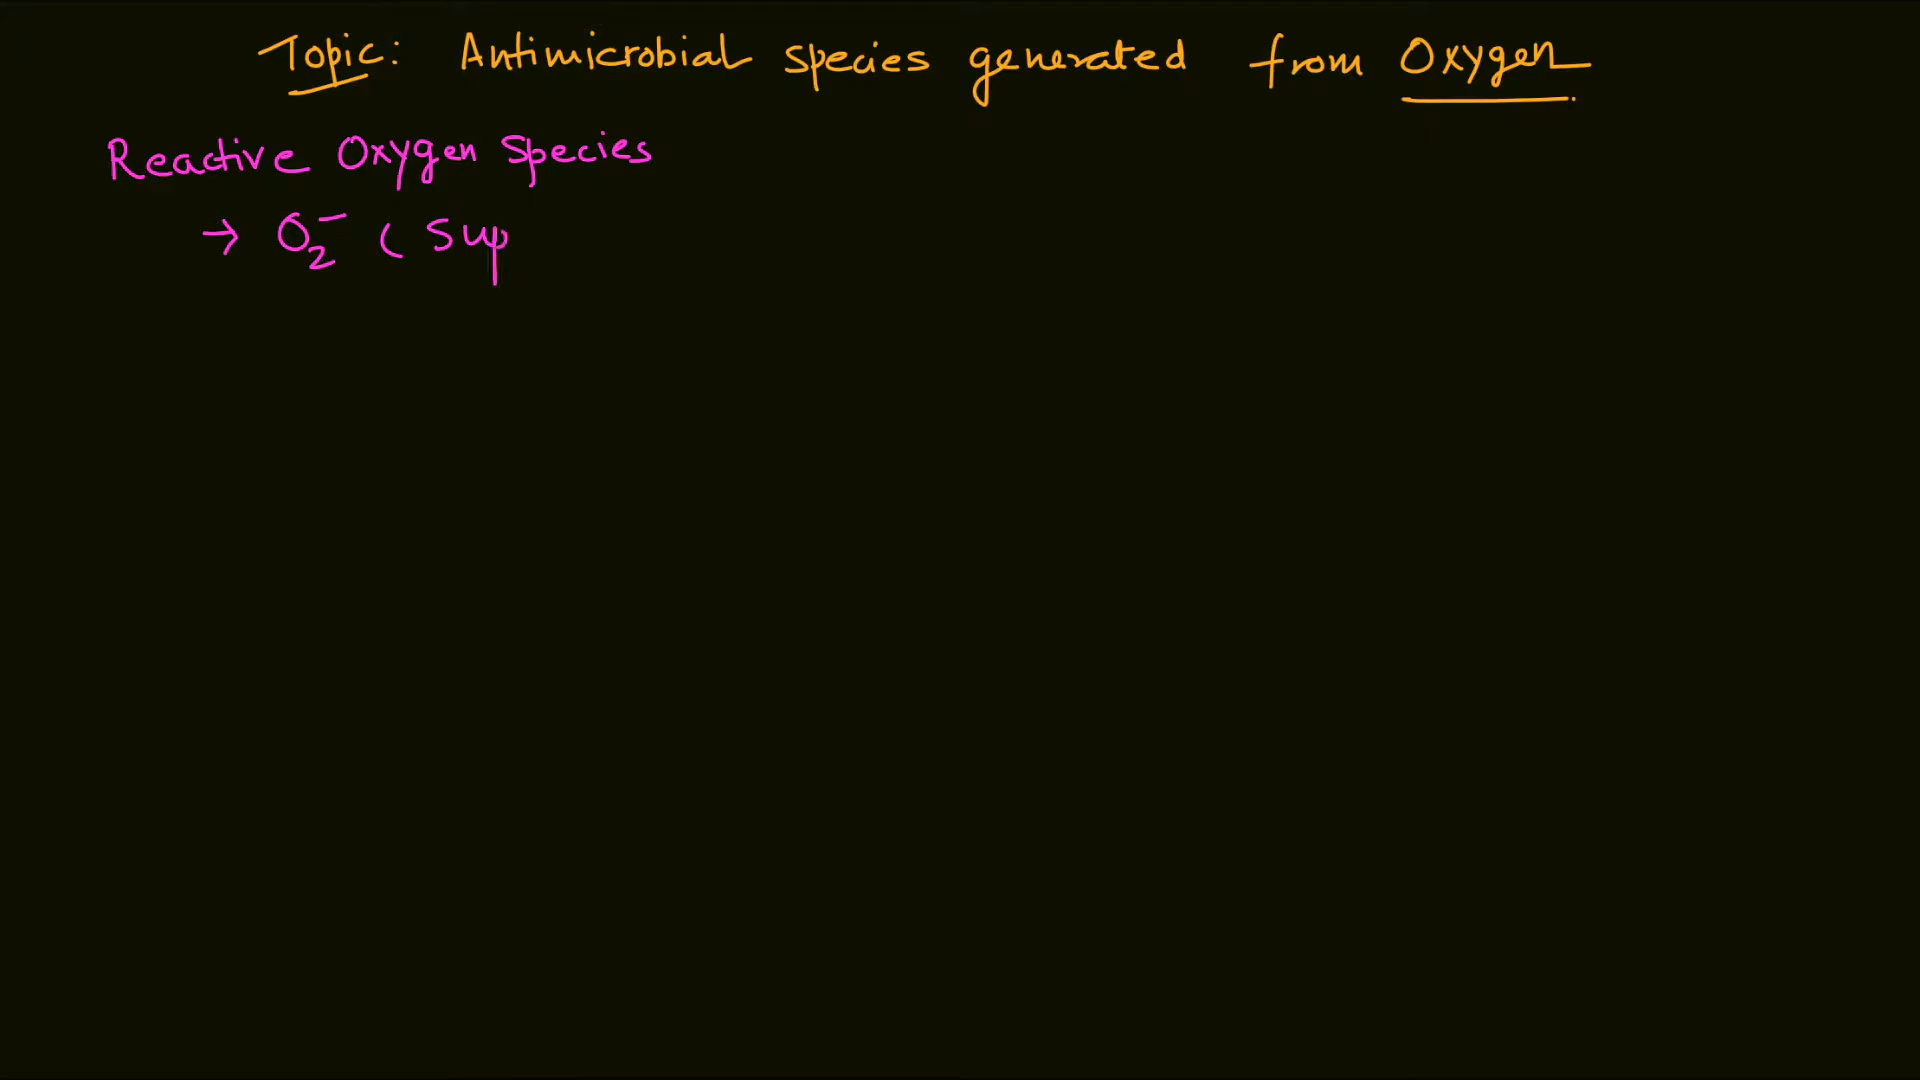 Topic: Antimicrobial species generated from Oxygen
Reactive Oxygen Species
→ O₂⁻ ( Sup